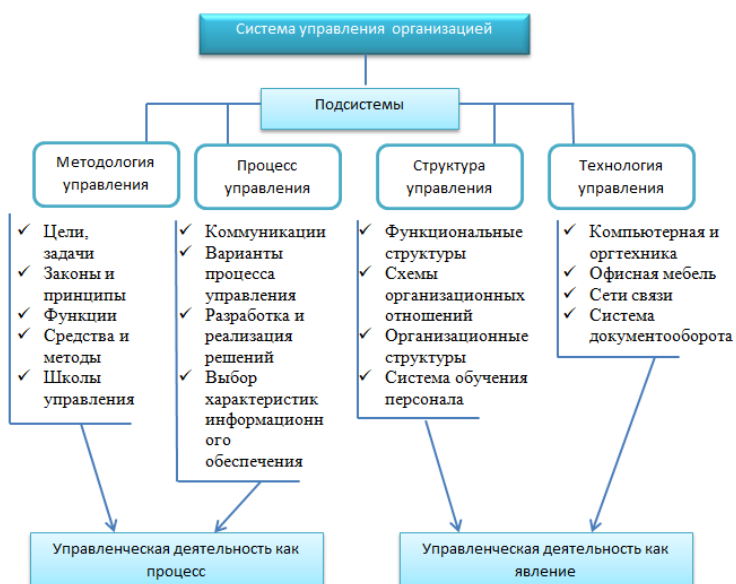 Система управления организацией
Подсистемы
Методология
управления
Процесс
управления
Структура
управления
Технология
управления
Цели,
задачи
Законы и
принципы
Функции
Средства и
методы
Школы
управления
Коммуникации
Варианты
процесса
управления
Разработка и
реализация
решений
Выбор
характеристик
информационн
ого
обеспечения
Функциональные
структуры
Схемы
организационных
отношений
Организационные
структуры
Система обучения
персонала
Компьютерная и
оргтехника
Офисная мебель
Сети связи
Система
документооборота
Управленческая деятельность как
процесс
Управленческая деятельность как
явление